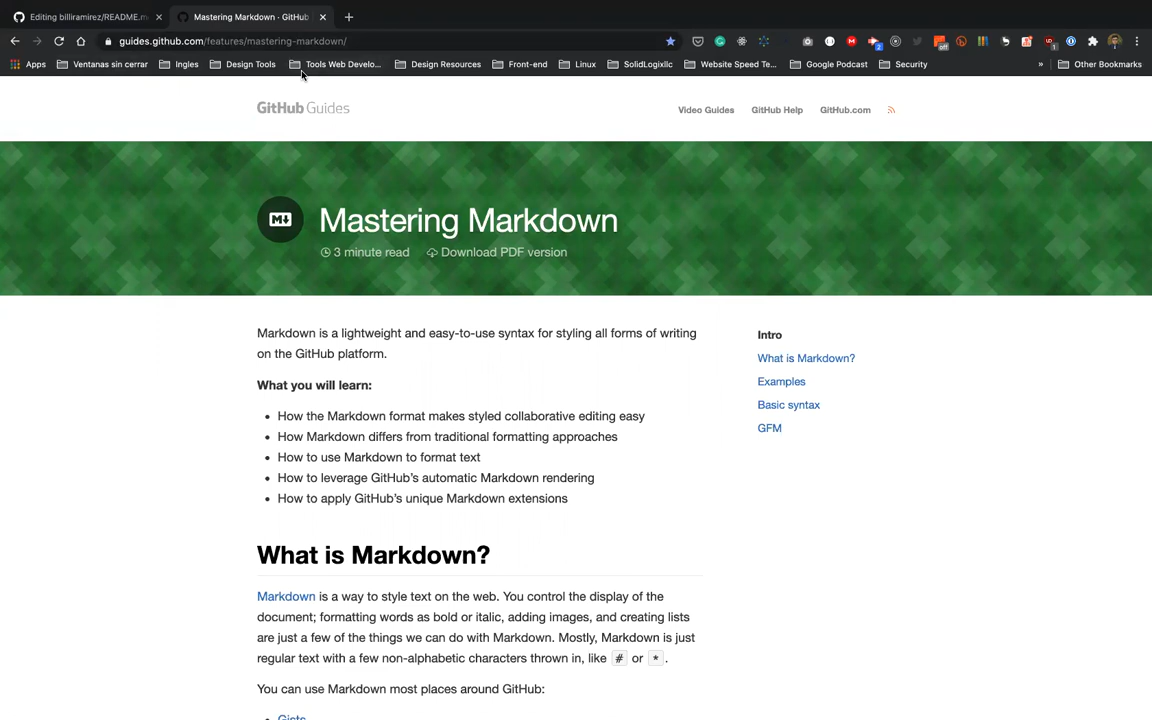 Editing billiramirez/README.m
Mastering Markdown · GitHub
guides.github.com/features/mastering-markdown/
Apps Ventanas sin cerrar Ingles Design Tools Tools Web Develo... Design Resources Front-end Linux SolidLogixllc Website Speed Te... Google Podcast Security » Other Bookmarks
GitHub Guides
Video Guides GitHub Help GitHub.com
Mastering Markdown
3 minute read Download PDF version
Markdown is a lightweight and easy-to-use syntax for styling all forms of writing
on the GitHub platform.
What you will learn:
• How the Markdown format makes styled collaborative editing easy
• How Markdown differs from traditional formatting approaches
• How to use Markdown to format text
• How to leverage GitHub's automatic Markdown rendering
• How to apply GitHub's unique Markdown extensions
Intro
What is Markdown?
Examples
Basic syntax
GFM
What is Markdown?
Markdown is a way to style text on the web. You control the display of the
document; formatting words as bold or italic, adding images, and creating lists
are just a few of the things we can do with Markdown. Mostly, Markdown is just
regular text with a few non-alphabetic characters thrown in, like # or *.
You can use Markdown most places around GitHub:
• Gists